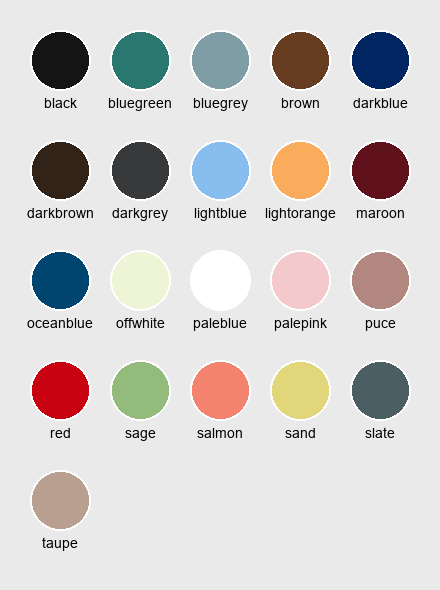 black bluegreen bluegrey brown darkblue
darkbrown darkgrey lightblue lightorange maroon
oceanblue offwhite paleblue palepink puce
red sage salmon sand slate
taupe